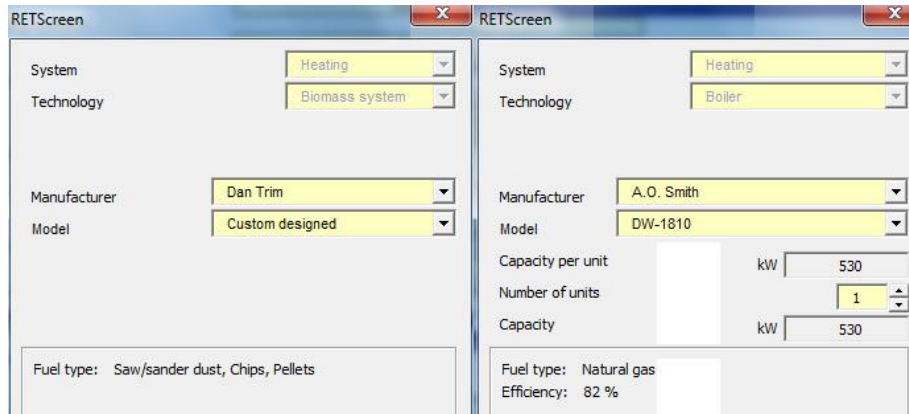 RETScreen
System Heating
Technology Biomass system
Manufacturer Dan Trim
Model Custom designed
Fuel type: Saw/sander dust, Chips, Pellets
RETScreen
System Heating
Technology Boiler
Manufacturer A.O. Smith
Model DW-1810
Capacity per unit kW 530
Number of units 1
Capacity kW 530
Fuel type: Natural gas
Efficiency: 82 %